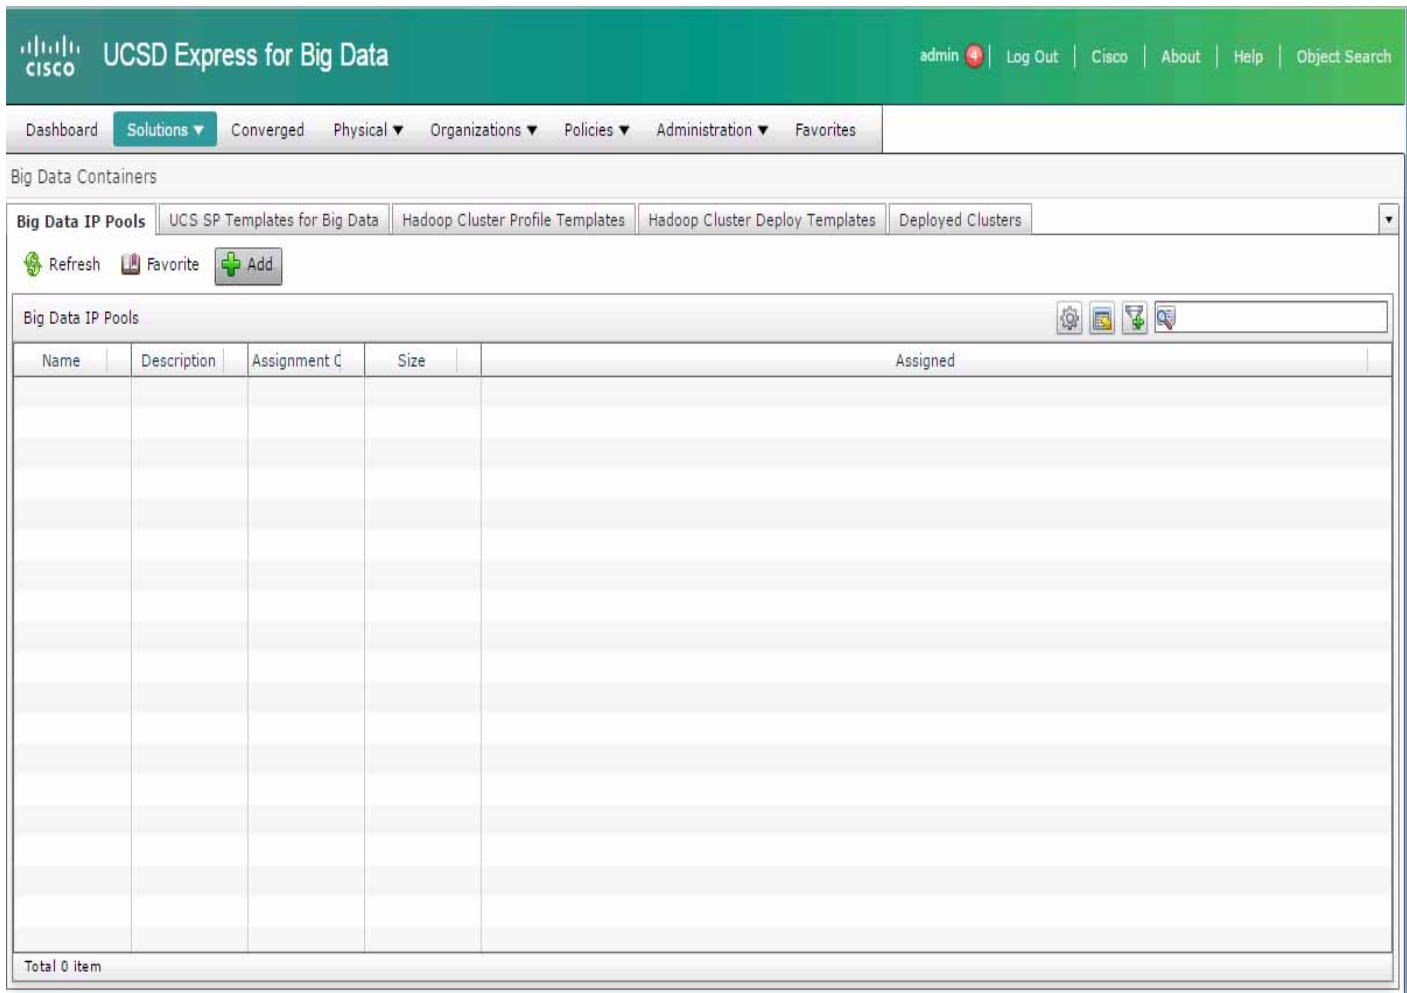 CISCO UCSD Express for Big Data admin 4 Log Out Cisco About Help Object Search
Dashboard Solutions ▼ Converged Physical ▼ Organizations ▼ Policies ▼ Administration ▼ Favorites
Big Data Containers
Big Data IP Pools UCS SP Templates for Big Data Hadoop Cluster Profile Templates Hadoop Cluster Deploy Templates Deployed Clusters
Refresh Favorite Add
Big Data IP Pools
Name Description Assignment Size Assigned
Total 0 item